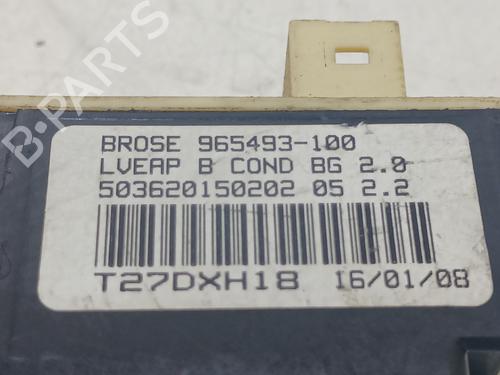 B-PARTS
BROSE 965493-100
LVEAP B COND BG 2.0
503620150202 05 2.2
T27DXH18 16/01/08